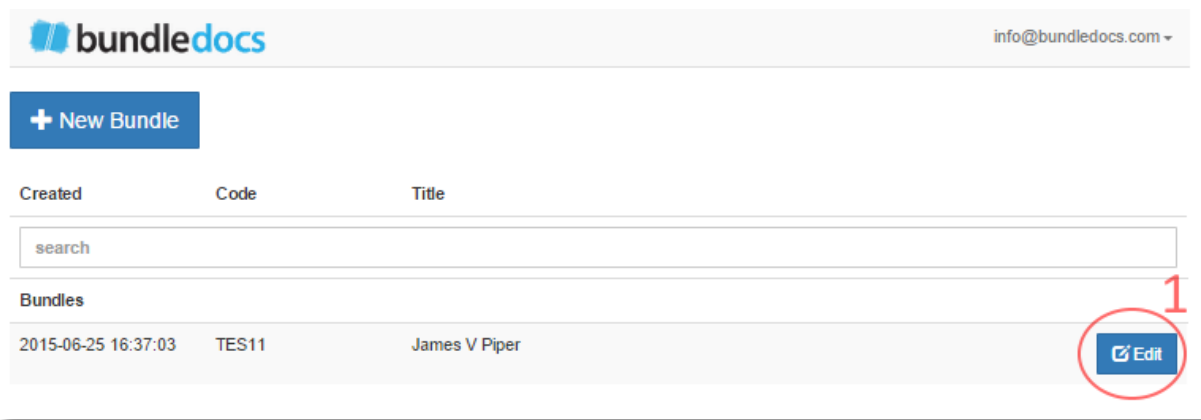 bundledocs
info@bundledocs.com
New Bundle
Created Code Title
search
Bundles
1
2015-06-25 16:37:03 TES11 James V Piper Edit